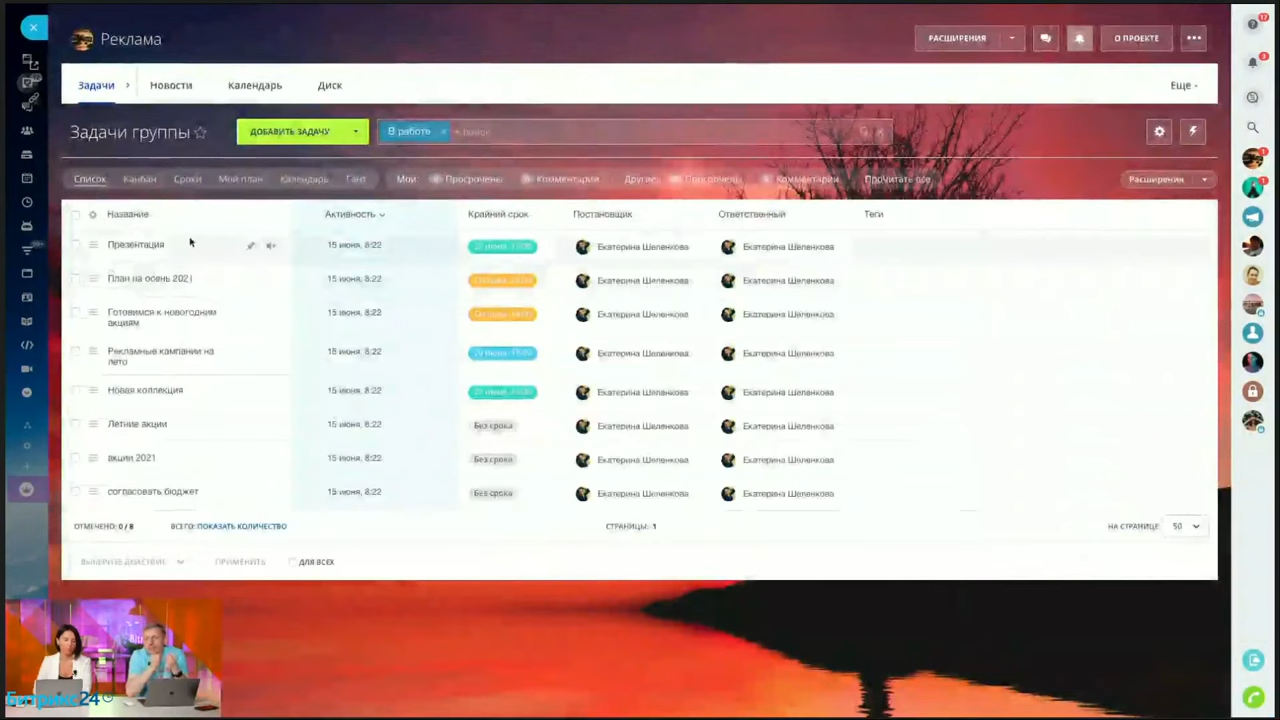 Реклама
РАСШИРЕНИЯ
О ПРОЕКТЕ
Задачи
Новости
Календарь
Диск
Еще
Задачи группы
ДОБАВИТЬ ЗАДАЧУ
В работе
+ поиск
Список
Канбан
Сроки
Мой план
Календарь
Гант
Мои
Просрочены
Комментарии
Другие
Просрочены
Комментарии
Прочитать все
Расширения
Название
Активность
Крайний срок
Постановщик
Ответственный
Теги
Презентация
15 июня, 8:22
Екатерина Шеленкова
Екатерина Шеленкова
План на осень 2021
15 июня, 8:22
Екатерина Шеленкова
Екатерина Шеленкова
Готовимся к новогодним
акциям
15 июня, 8:22
Екатерина Шеленкова
Екатерина Шеленкова
Рекламные кампании на
лето
15 июня, 8:22
Екатерина Шеленкова
Екатерина Шеленкова
Новая коллекция
15 июня, 8:22
Екатерина Шеленкова
Екатерина Шеленкова
Летние акции
15 июня, 8:22
Без срока
Екатерина Шеленкова
Екатерина Шеленкова
акции 2021
15 июня, 8:22
Без срока
Екатерина Шеленкова
Екатерина Шеленкова
согласовать бюджет
15 июня, 8:22
Без срока
Екатерина Шеленкова
Екатерина Шеленкова
ОТМЕЧЕНО: 0 / 8
ВСЕГО: ПОКАЗАТЬ КОЛИЧЕСТВО
СТРАНИЦЫ: 1
НА СТРАНИЦЕ: 50
ВЫБЕРИТЕ ДЕЙСТВИЕ
ПРИМЕНИТЬ
ДЛЯ ВСЕХ
битрикс24